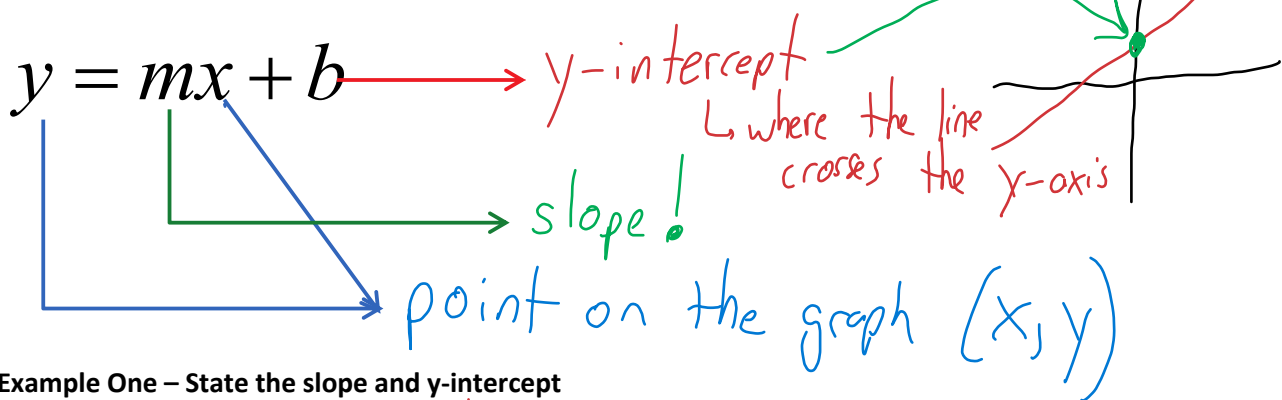 y = mx + b
y-intercept
↳ where the line
crosses the y-axis
slope!
point on the graph (x, y)
Example One – State the slope and y-intercept